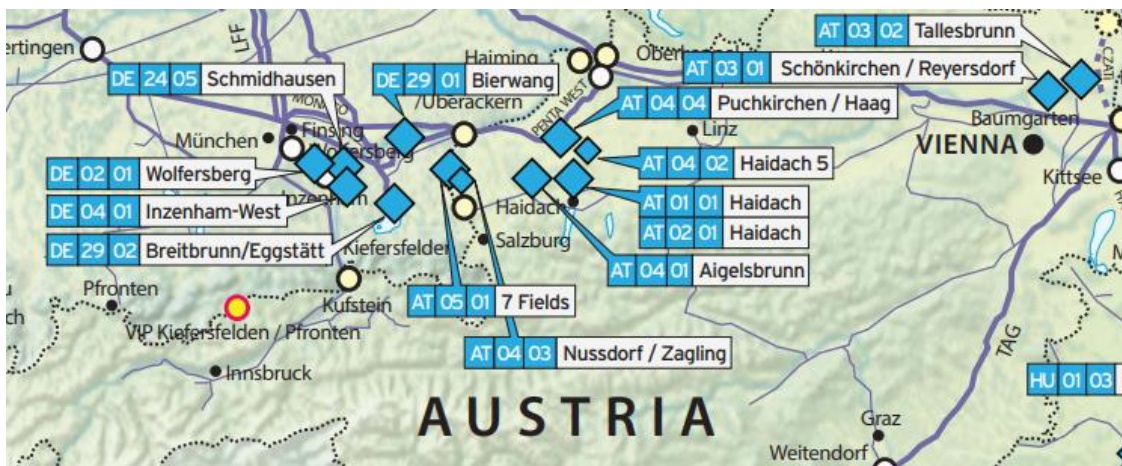 ertingen
LFF
Haiming
AT 03 02 Tallesbrunn
DE 24 05 Schmidhausen
DE 29 01 Bierwang
AT 03 01 Schönkirchen / Reyersdorf
CZATI
/Überackern
PENTA WEST
AT 04 04 Puchkirchen / Haag
Baumgarten
München
Finsing
Wolfersberg
Linz
VIENNA
DE 02 01 Wolfersberg
AT 04 02 Haidach 5
Kittsee
DE 04 01 Inzenham-West
Haidach
AT 01 01 Haidach
DE 29 02 Breitbrunn/Eggstätt
Kiefersfelden
Salzburg
AT 02 01 Haidach
AT 04 01 Aigelsbrunn
Pfronten
Kufstein
AT 05 01 7 Fields
VIP Kiefersfelden / Pfronten
TAG
AT 04 03 Nussdorf / Zagling
Innsbruck
HU 01 03
AUSTRIA
Graz
Weitendorf